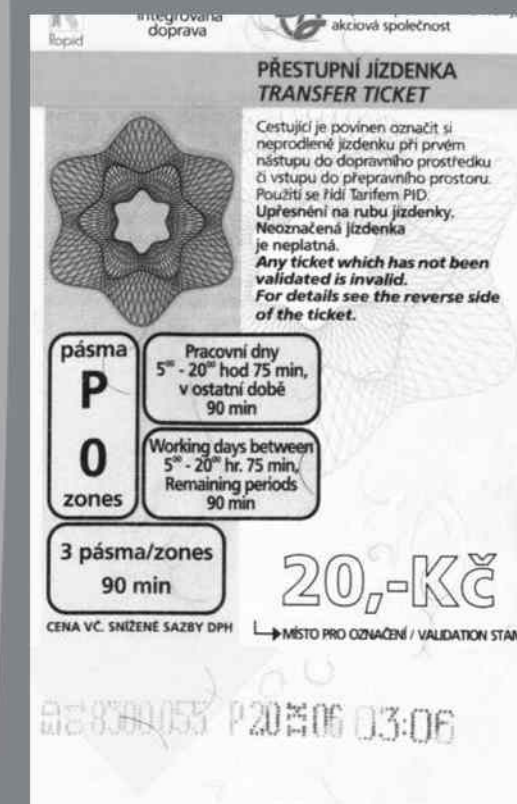 Ropid
integrovaná
doprava
akciová společnost
PŘESTUPNÍ JÍZDENKA
TRANSFER TICKET
Cestující je povinen označit si
neprodleně jízdenku při prvém
nástupu do dopravního prostředku
či vstupu do přepravního prostoru.
Použití se řídí Tarifem PID.
Upřesnění na rubu jízdenky.
Neoznačená jízdenka
je neplatná.
Any ticket which has not been
validated is invalid.
For details see the reverse side
of the ticket.
pásma
P
0
zones
Pracovní dny
5⁰⁰ - 20⁰⁰ hod 75 min,
v ostatní době
90 min
Working days between
5⁰⁰ - 20⁰⁰ hr. 75 min,
Remaining periods
90 min
3 pásma/zones
90 min
CENA VČ. SNÍŽENÉ SAZBY DPH
20,-Kč
MÍSTO PRO OZNAČENÍ / VALIDATION STAM
P 20 06 03:06